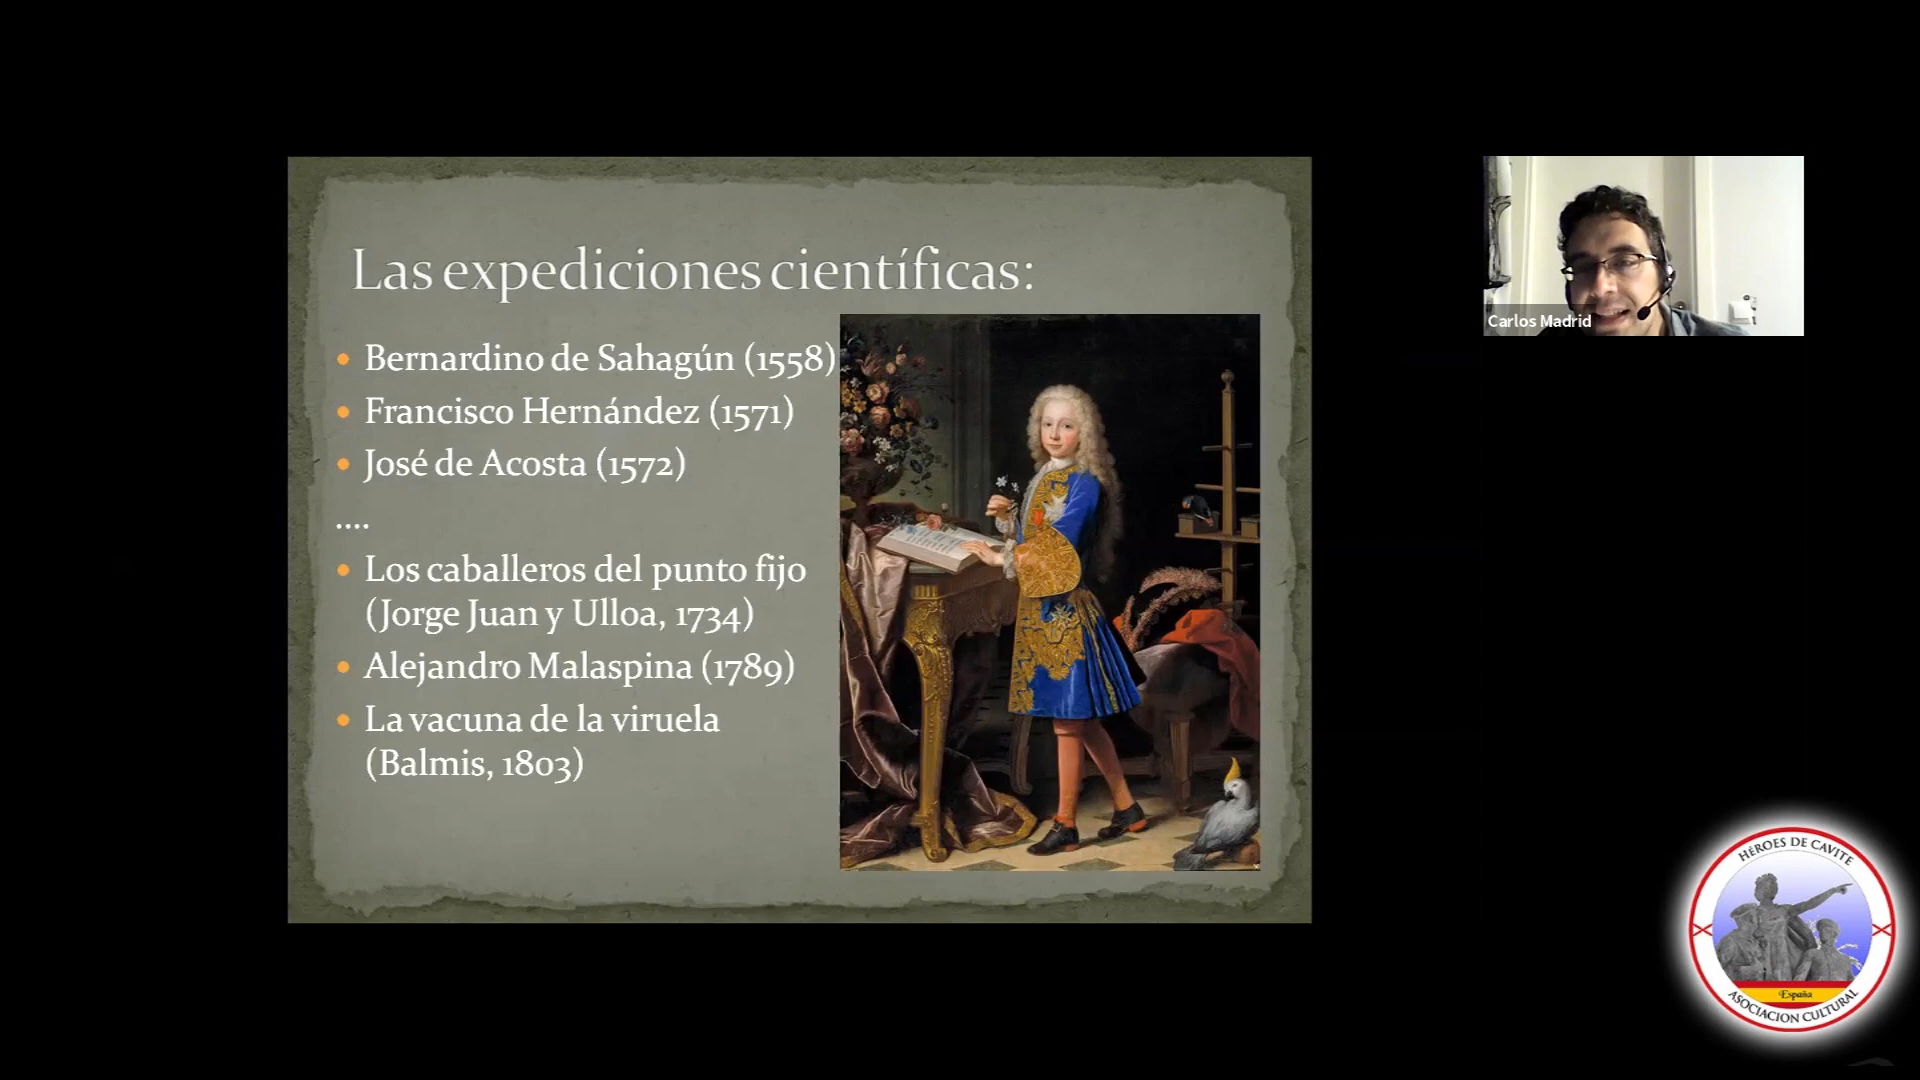 Las expediciones científicas:
Bernardino de Sahagún (1558)
Francisco Hernández (1571)
José de Acosta (1572)
....
Los caballeros del punto fijo
(Jorge Juan y Ulloa, 1734)
Alejandro Malaspina (1789)
La vacuna de la viruela
(Balmis, 1803)
Carlos Madrid
HÉROES DE CAVITE
España
ASOCIACION CULTURAL